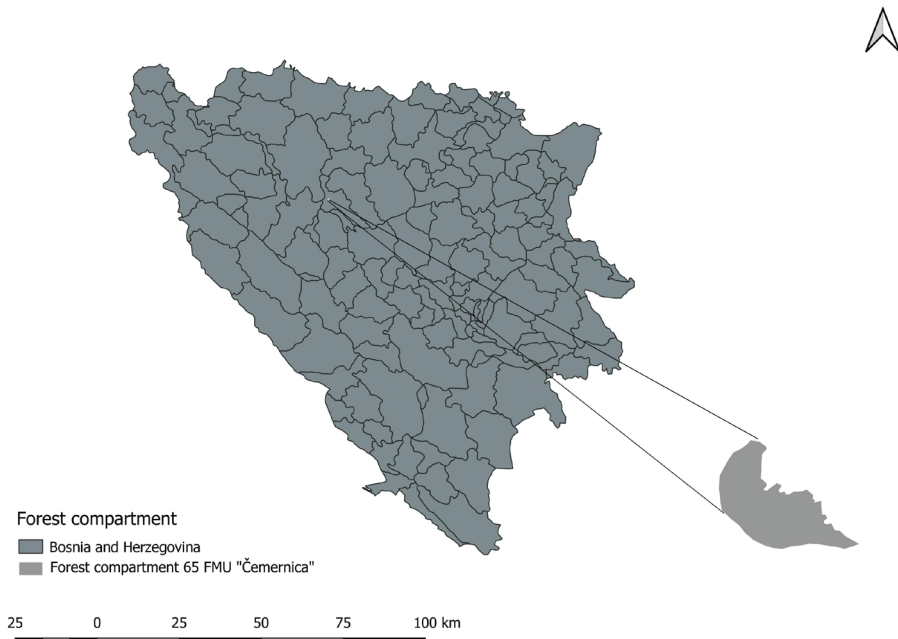 Forest compartment
Bosnia and Herzegovina
Forest compartment 65 FMU "Čemernica"
25 0 25 50 75 100 km